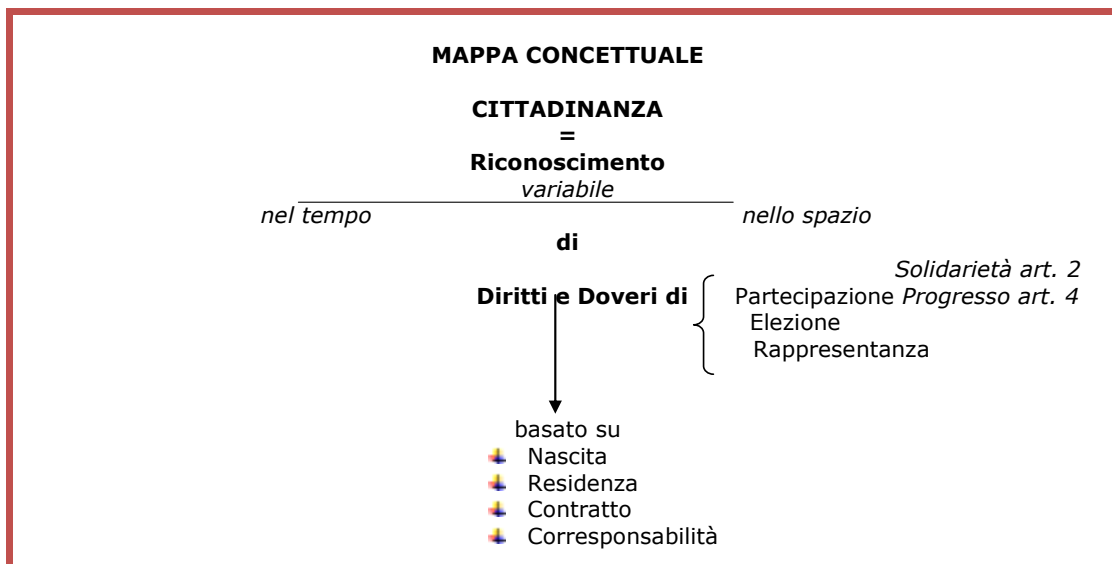 MAPPA CONCETTUALE
CITTADINANZA
=
Riconoscimento
variabile
nel tempo nello spazio
di
Solidarietà art. 2
Diritti e Doveri di Partecipazione Progresso art. 4
Elezione
Rappresentanza
basato su
Nascita
Residenza
Contratto
Corresponsabilità